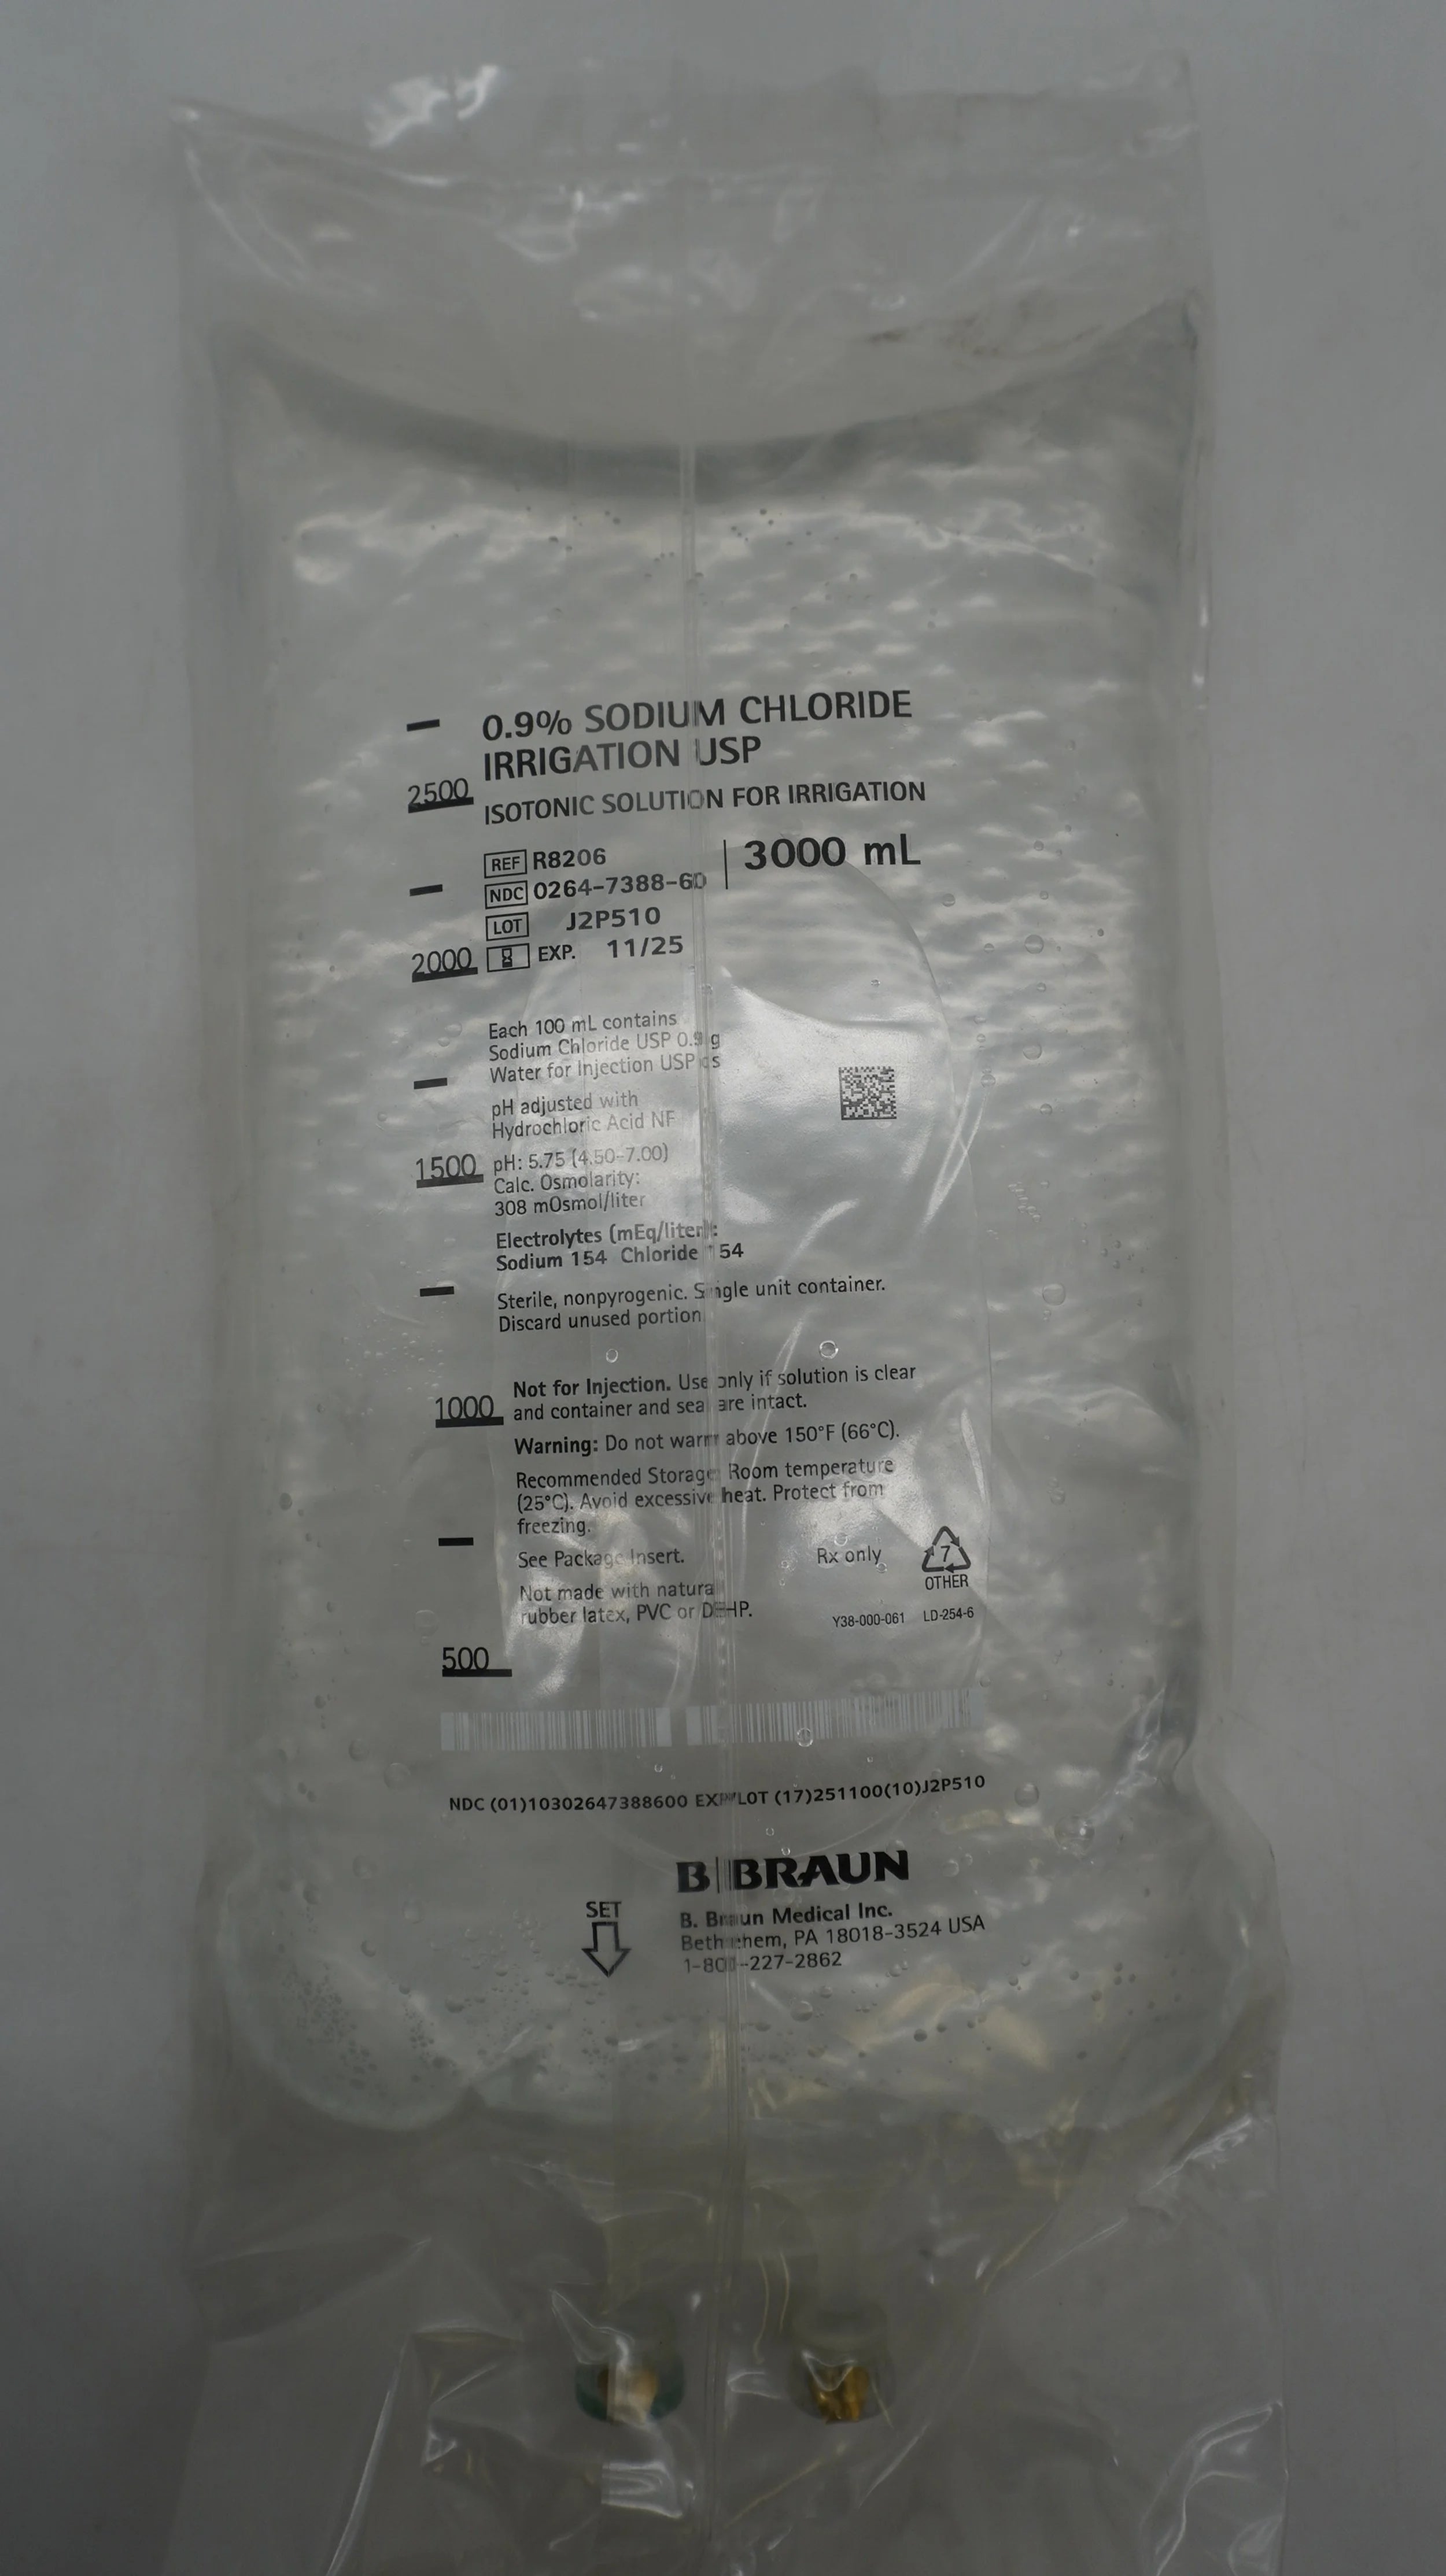 0.9% SODIUM CHLORIDE
IRRIGATION USP
2500
ISOTONIC SOLUTION FOR IRRIGATION
REF R8206
3000 mL
NDC 0264-7388-60
LOT J2P510
2000
EXP. 11/25
Each 100 mL contains
Sodium Chloride USP 0.9 g
Water for Injection USP qs
pH adjusted with
Hydrochloric Acid NF
1500
pH: 5.75 (4.50-7.00)
Calc. Osmolarity:
308 mOsmol/liter
Electrolytes (mEq/liter):
Sodium 154 Chloride 154
Sterile, nonpyrogenic. Single unit container.
Discard unused portion.
Not for Injection. Use only if solution is clear
1000
and container and seal are intact.
Warning: Do not warm above 150°F (66°C).
Recommended Storage: Room temperature
(25°C). Avoid excessive heat. Protect from
freezing.
See Package Insert.
Rx only
7
OTHER
Not made with natural
rubber latex, PVC or DEHP.
Y38-000-061 LD-254-6
500
NDC (01)10302647388600 EXP/LOT (17)251100(10)J2P510
B|BRAUN
SET
B. Braun Medical Inc.
Bethlehem, PA 18018-3524 USA
1-800-227-2862